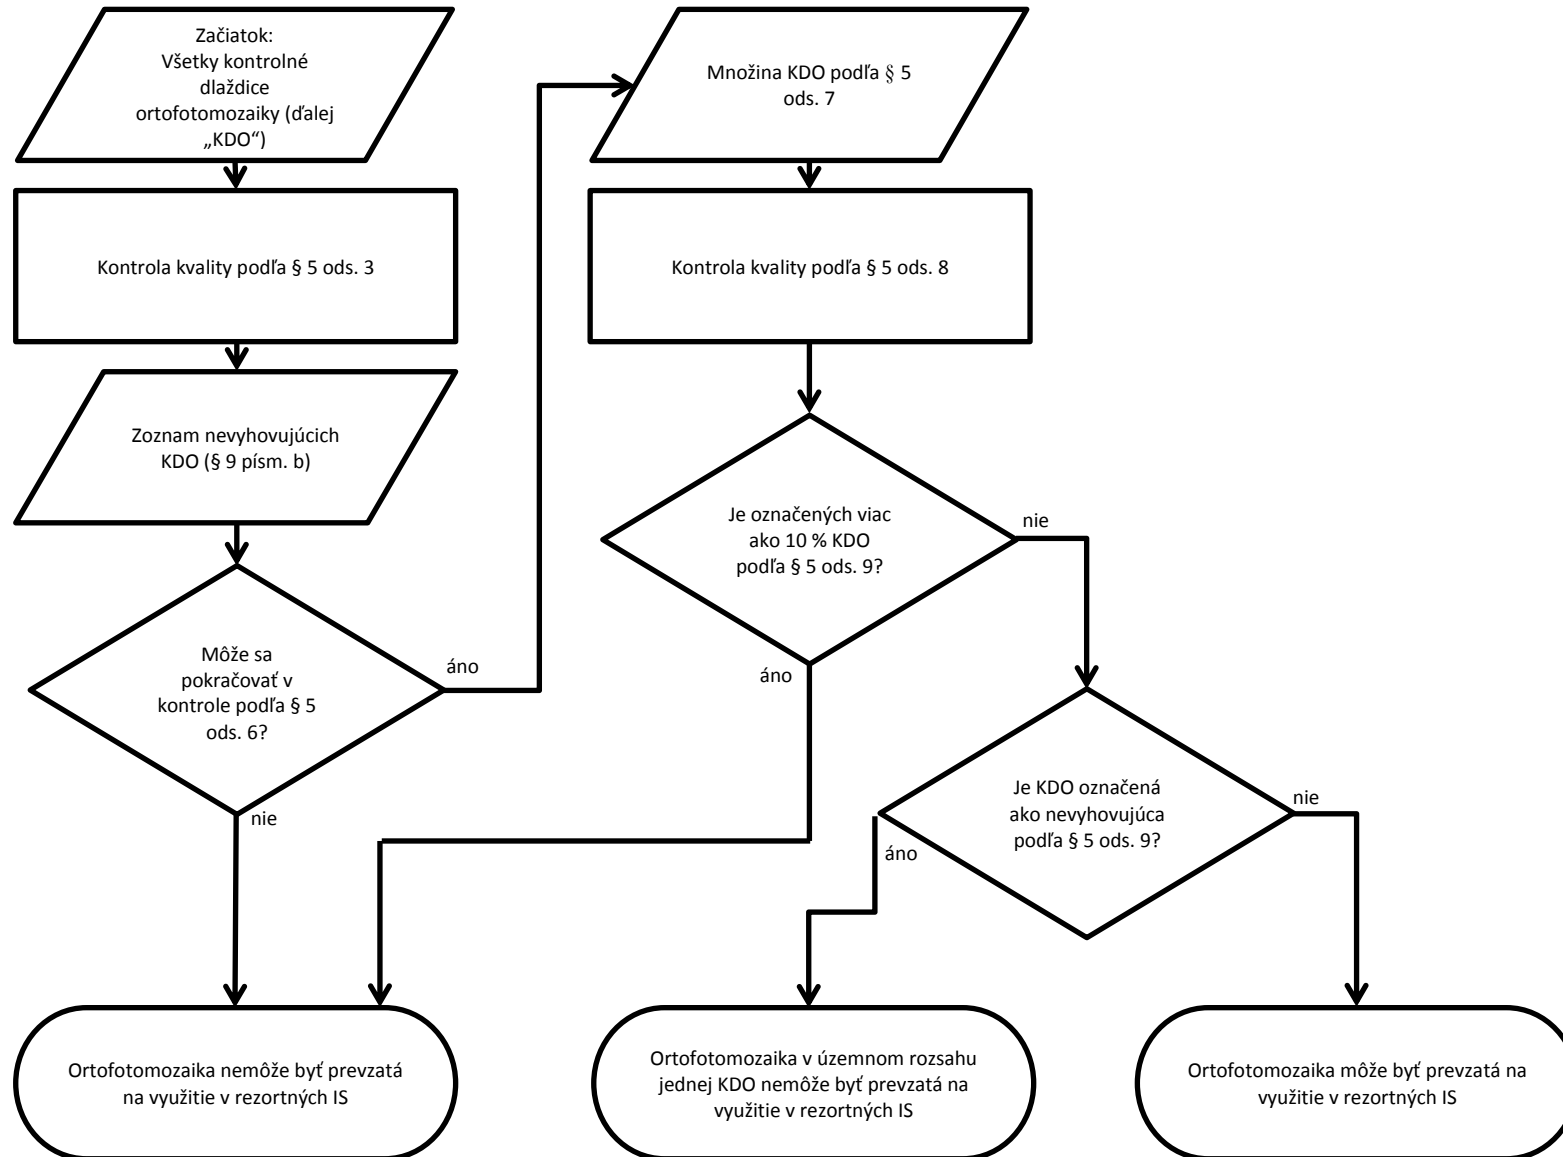 Začiatok:
Všetky kontrolné
dlaždice
ortofotomozaiky (ďalej
„KDO“)
Kontrola kvality podľa § 5 ods. 3
Zoznam nevyhovujúcich
KDO (§ 9 písm. b)
Môže sa
pokračovať v
kontrole podľa § 5
ods. 6?
áno
nie
Množina KDO podľa § 5
ods. 7
Kontrola kvality podľa § 5 ods. 8
Je označených viac
ako 10 % KDO
podľa § 5 ods. 9?
nie
áno
Je KDO označená
ako nevyhovujúca
podľa § 5 ods. 9?
nie
áno
Ortofotomozaika nemôže byť prevzatá
na využitie v rezortných IS
Ortofotomozaika v územnom rozsahu
jednej KDO nemôže byť prevzatá na
využitie v rezortných IS
Ortofotomozaika môže byť prevzatá na
využitie v rezortných IS